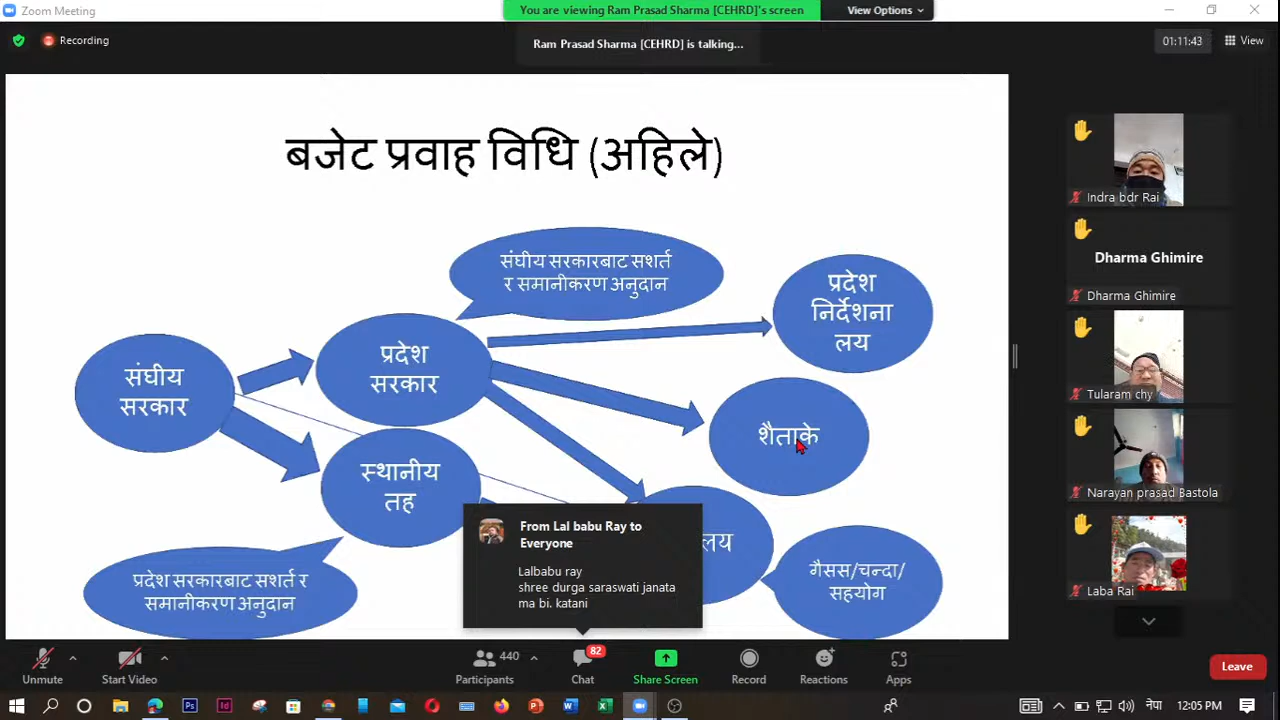 Zoom Meeting
You are viewing Ram Prasad Sharma [CEHRD]'s screen
View Options
Recording
Ram Prasad Sharma [CEHRD] is talking...
01:11:43
View
बजेट प्रवाह विधि (अहिले)
संघीय सरकारबाट सशर्त
र समानीकरण अनुदान
प्रदेश
निर्देशना
लय
संघीय
सरकार
प्रदेश
सरकार
शैताके
स्थानीय
तह
लय
गैसस/चन्दा/
सहयोग
प्रदेश सरकारबाट सशर्त र
समानीकरण अनुदान
From Lal babu Ray to
Everyone
Lalbabu ray
shree durga saraswati janata
ma bi. katani
Indra bdr Rai
Dharma Ghimire
Dharma Ghimire
Tularam chy
Narayan prasad Bastola
Laba Rai
Unmute
Start Video
440
Participants
82
Chat
Share Screen
Record
Reactions
Apps
Leave
Ps
Id
P
W
X
नेपा
12:05 PM